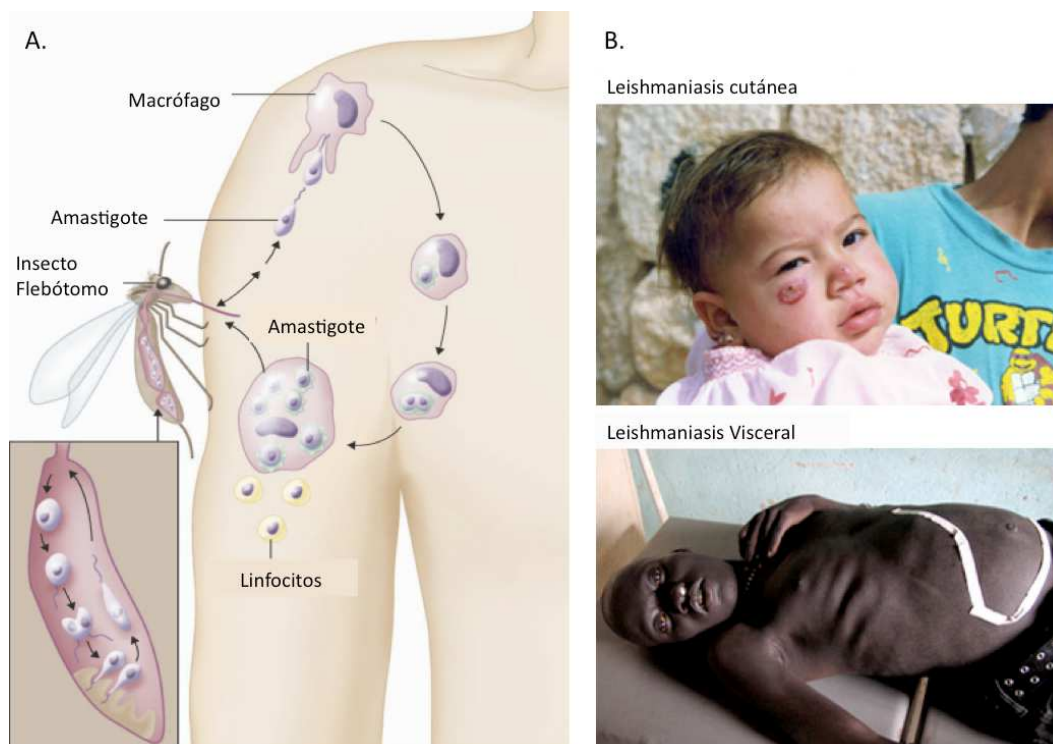 A.
Macrófago
Amastigote
Insecto
Flebótomo
Amastigote
Linfocitos
B.
Leishmaniasis cutánea
TURT
Leishmaniasis Visceral